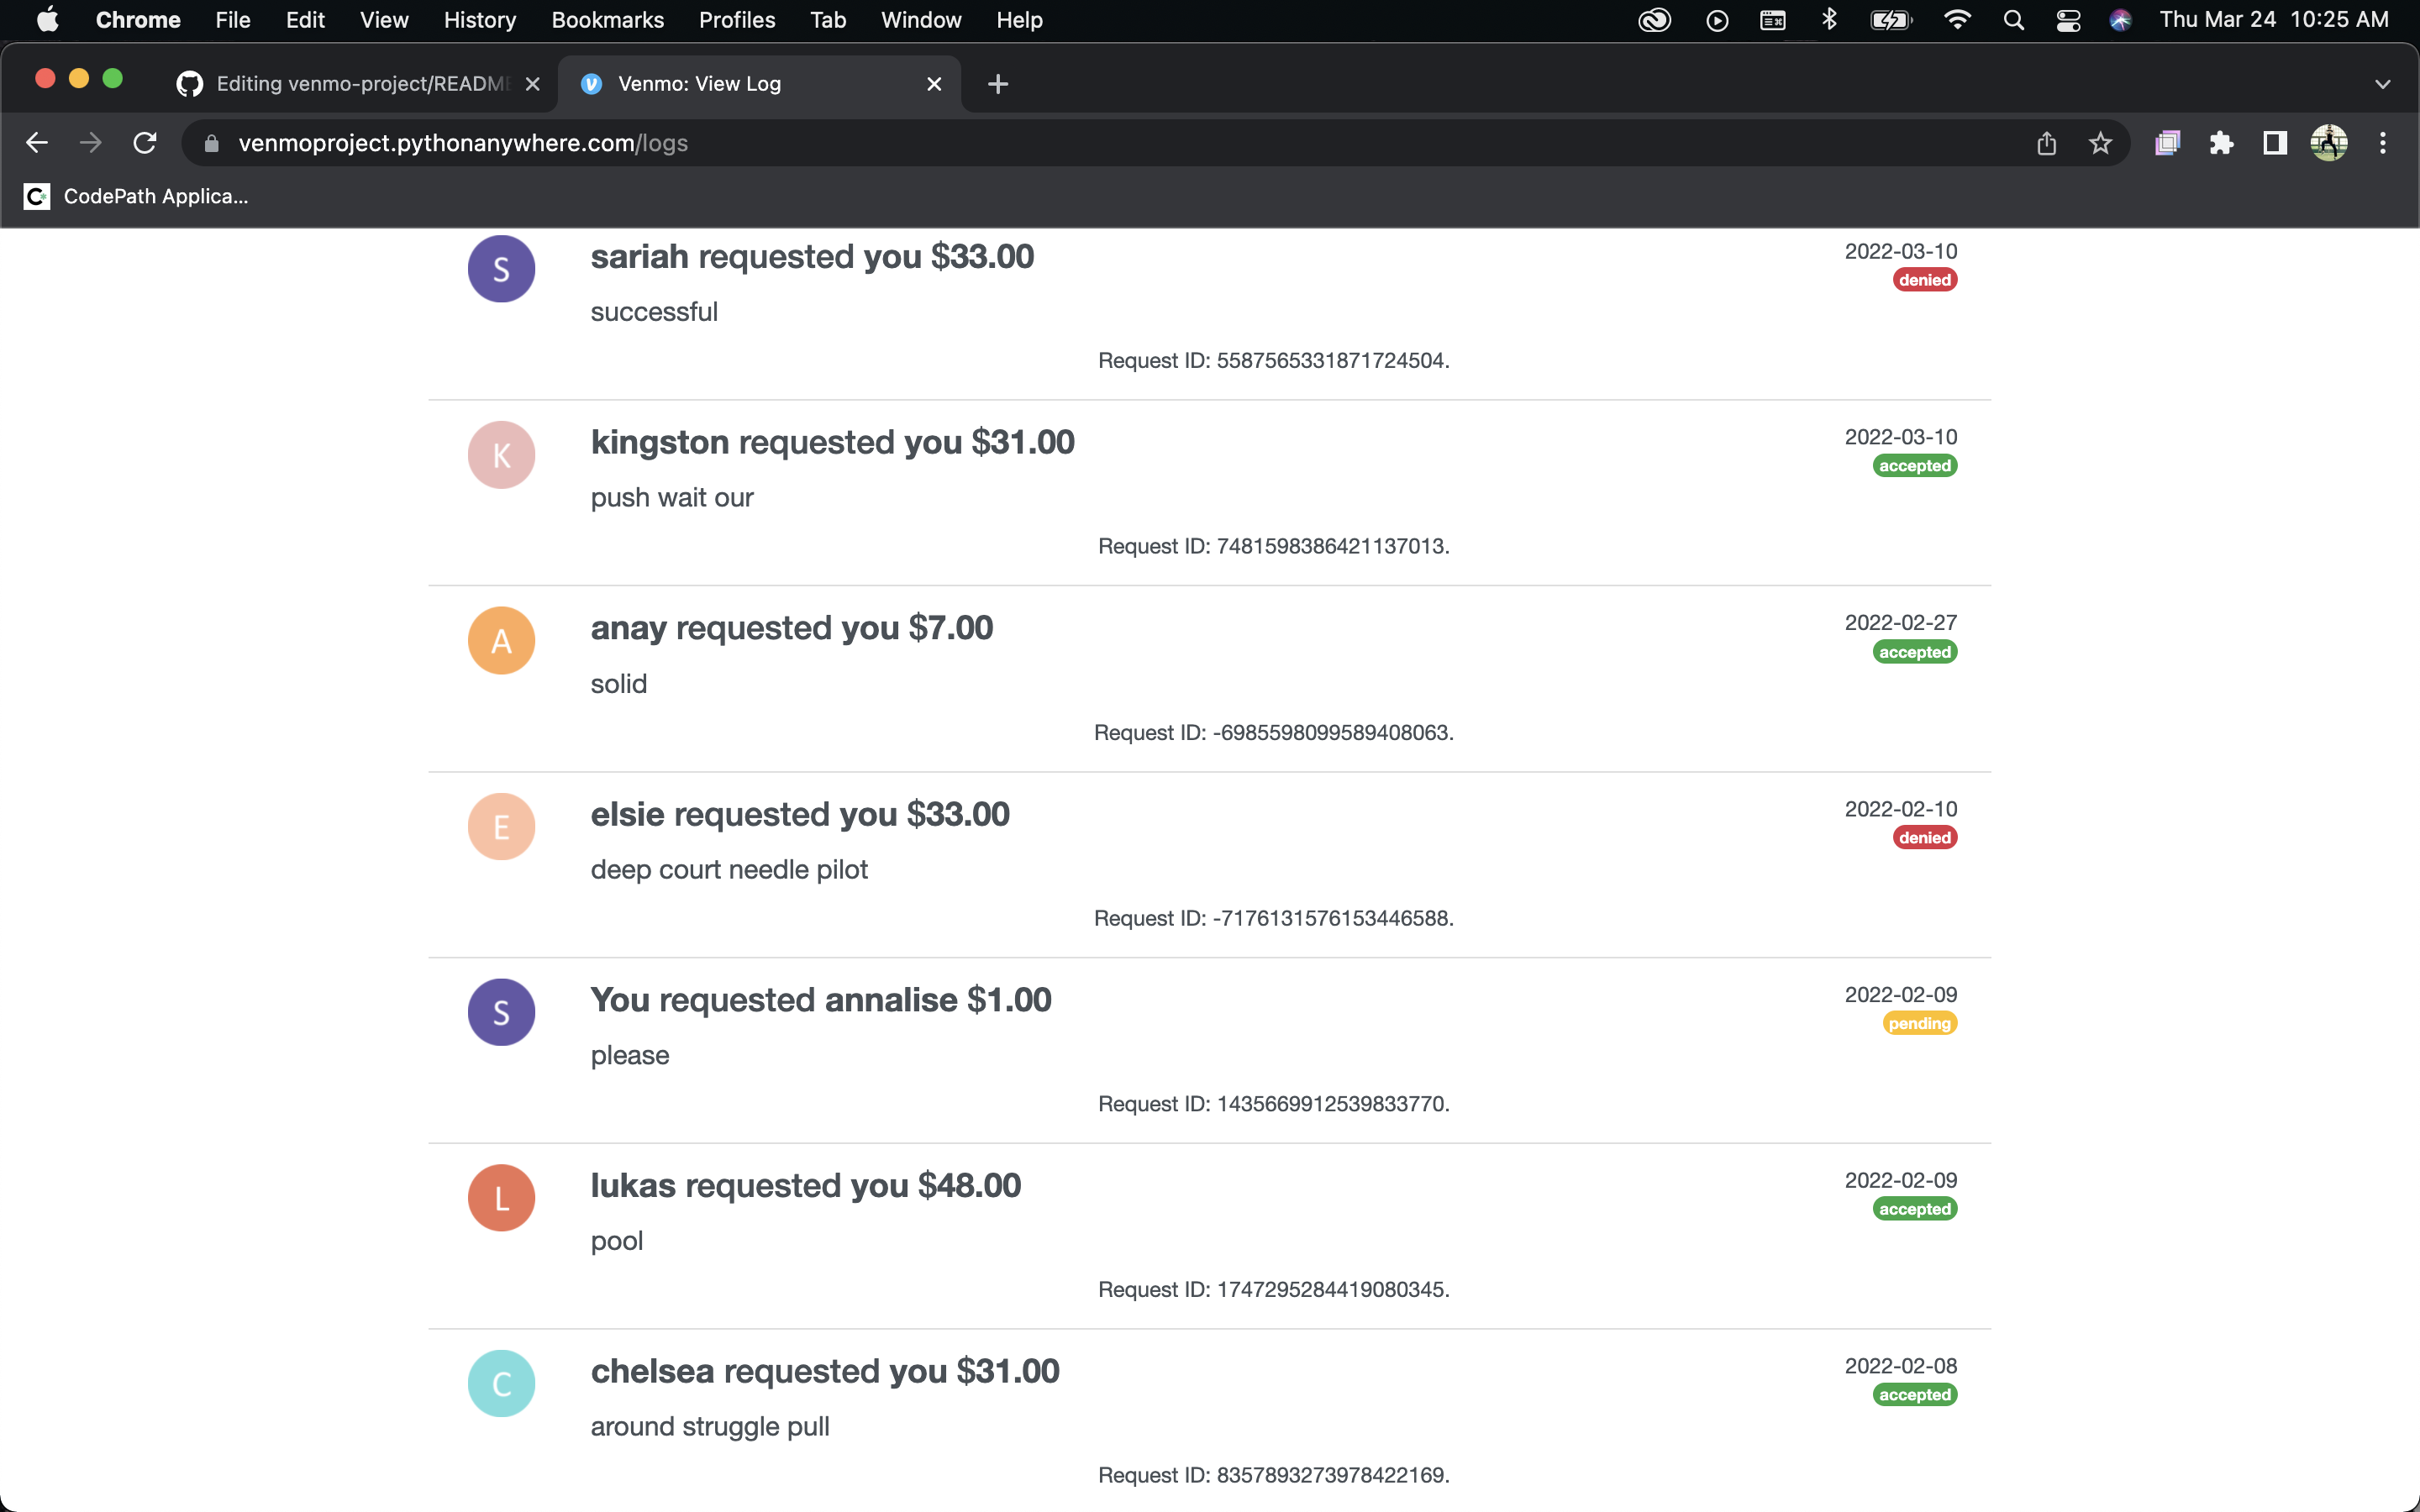 Chrome File Edit View History Bookmarks Profiles Tab Window Help Thu Mar 24 10:25 AM
Editing venmo-project/README Venmo: View Log
venmoproject.pythonanywhere.com/logs
C CodePath Applica...
S sariah requested you $33.00 2022-03-10
denied
successful
Request ID: 5587565331871724504.
K kingston requested you $31.00 2022-03-10
accepted
push wait our
Request ID: 7481598386421137013.
A anay requested you $7.00 2022-02-27
accepted
solid
Request ID: -6985598099589408063.
E elsie requested you $33.00 2022-02-10
denied
deep court needle pilot
Request ID: -7176131576153446588.
S You requested annalise $1.00 2022-02-09
pending
please
Request ID: 1435669912539833770.
L lukas requested you $48.00 2022-02-09
accepted
pool
Request ID: 1747295284419080345.
C chelsea requested you $31.00 2022-02-08
accepted
around struggle pull
Request ID: 8357893273978422169.